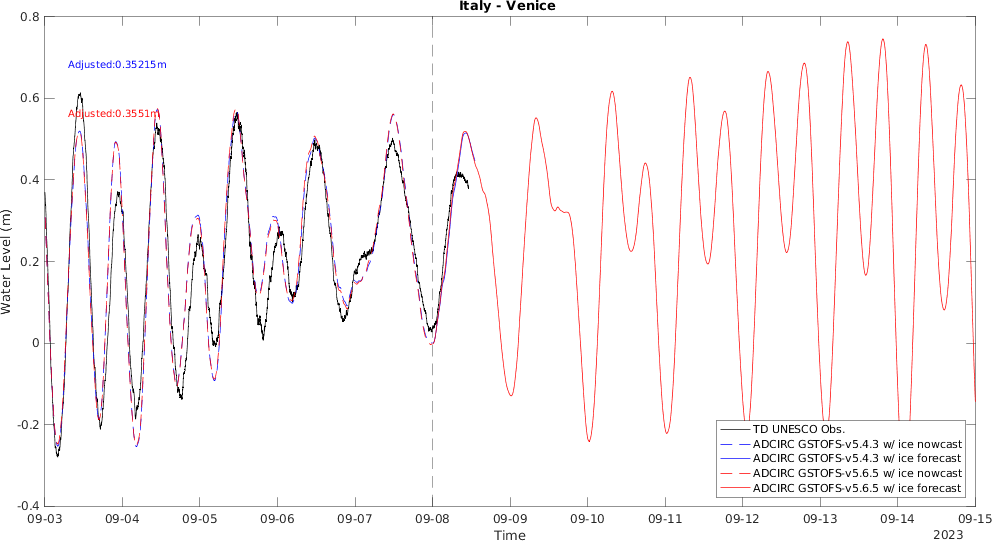 Italy - Venice
Adjusted:0.35215m
Adjusted:0.3551m
Water Level (m)
0.8
0.6
0.4
0.2
0
-0.2
-0.4
TD UNESCO Obs.
ADCIRC GSTOFS-v5.4.3 w/ ice nowcast
ADCIRC GSTOFS-v5.4.3 w/ ice forecast
ADCIRC GSTOFS-v5.6.5 w/ ice nowcast
ADCIRC GSTOFS-v5.6.5 w/ ice forecast
09-03 09-04 09-05 09-06 09-07 09-08 09-09 09-10 09-11 09-12 09-13 09-14 09-15
Time
2023